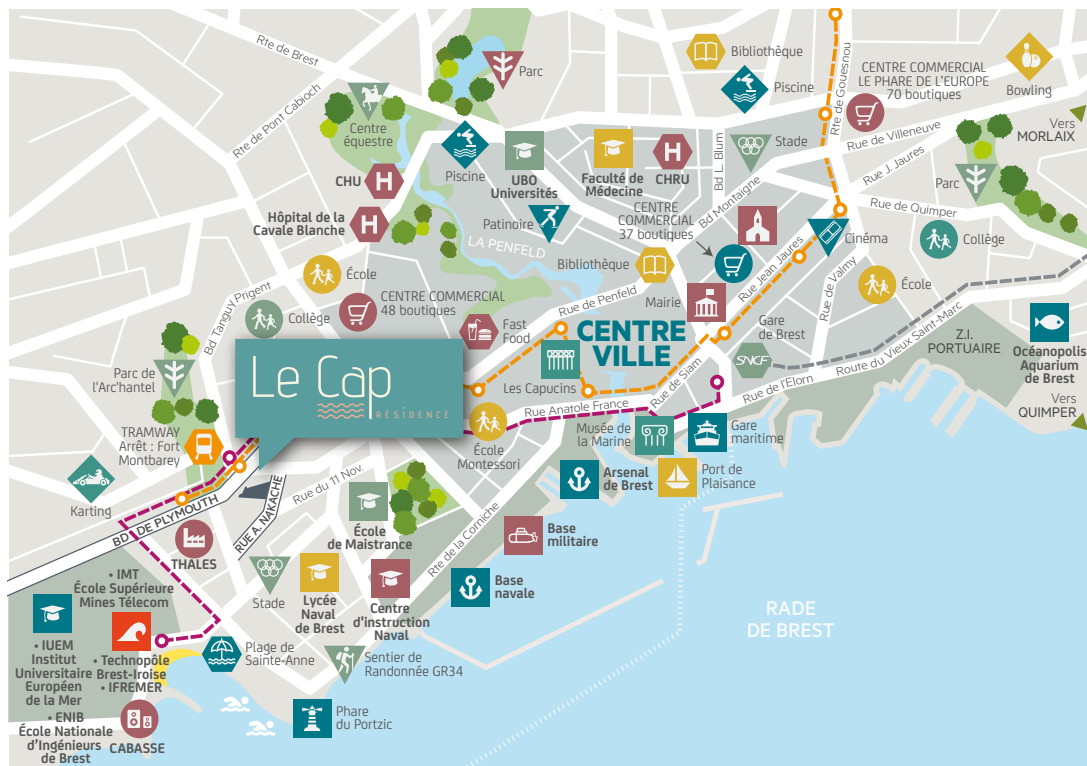 Rte de Brest
Rte de Pont Cabioch
Parc
Bibliothèque
Piscine
Rte de Gouesnou
CENTRE COMMERCIAL
LE PHARE DE L'EUROPE
70 boutiques
Bowling
Vers
MORLAIX
Centre
équestre
CHU
H
Piscine
UBO
Universités
Faculté de
Médecine
H
CHRU
Bd L. Blum
Stade
Rue de Villeneuve
Rue J. Jaures
Parc
Hôpital de la
Cavale Blanche
H
Patinoire
CENTRE
COMMERCIAL
37 boutiques
Bd Montaigne
Rue de Quimper
LA PENFELD
Bibliothèque
Rue Jean Jaures
Cinéma
Collège
École
CENTRE COMMERCIAL
48 boutiques
Collège
Bd Tanguy Prigent
Rue de Penfeld
Mairie
Rue de Valmy
École
Fast
Food
CENTRE
VILLE
Gare
de Brest
SNCF
Z.I.
PORTUAIRE
Océanopolis
Aquarium
de Brest
Parc de
l'Arc'hantel
Le Cap
RÉSIDENCE
Les Capucins
Rue de Siam
Rue de l'Elorn
Route du Vieux Saint-Marc
Vers
QUIMPER
Rue Anatole France
TRAMWAY
Arrêt : Fort
Montbarey
École
Montessori
Musée de
la Marine
Gare
maritime
Arsenal
de Brest
Port de
Plaisance
Karting
BD DE PLYMOUTH
RUE A. NAKACHE
Rue du 11 Nov.
École
de Maistrance
Rte de la Corniche
Base
militaire
THALES
Base
navale
• IMT
École Supérieure
Mines Télecom
Stade
Lycée
Naval
de Brest
Centre
d'instruction
Naval
RADE
DE BREST
• IUEM
Institut
Universitaire
Européen
de la Mer
• Technopôle
Brest-Iroise
• IFREMER
Plage de
Sainte-Anne
Sentier de
Randonnée GR34
• ENIB
École Nationale
d'Ingénieurs
de Brest
CABASSE
Phare
du Portzic